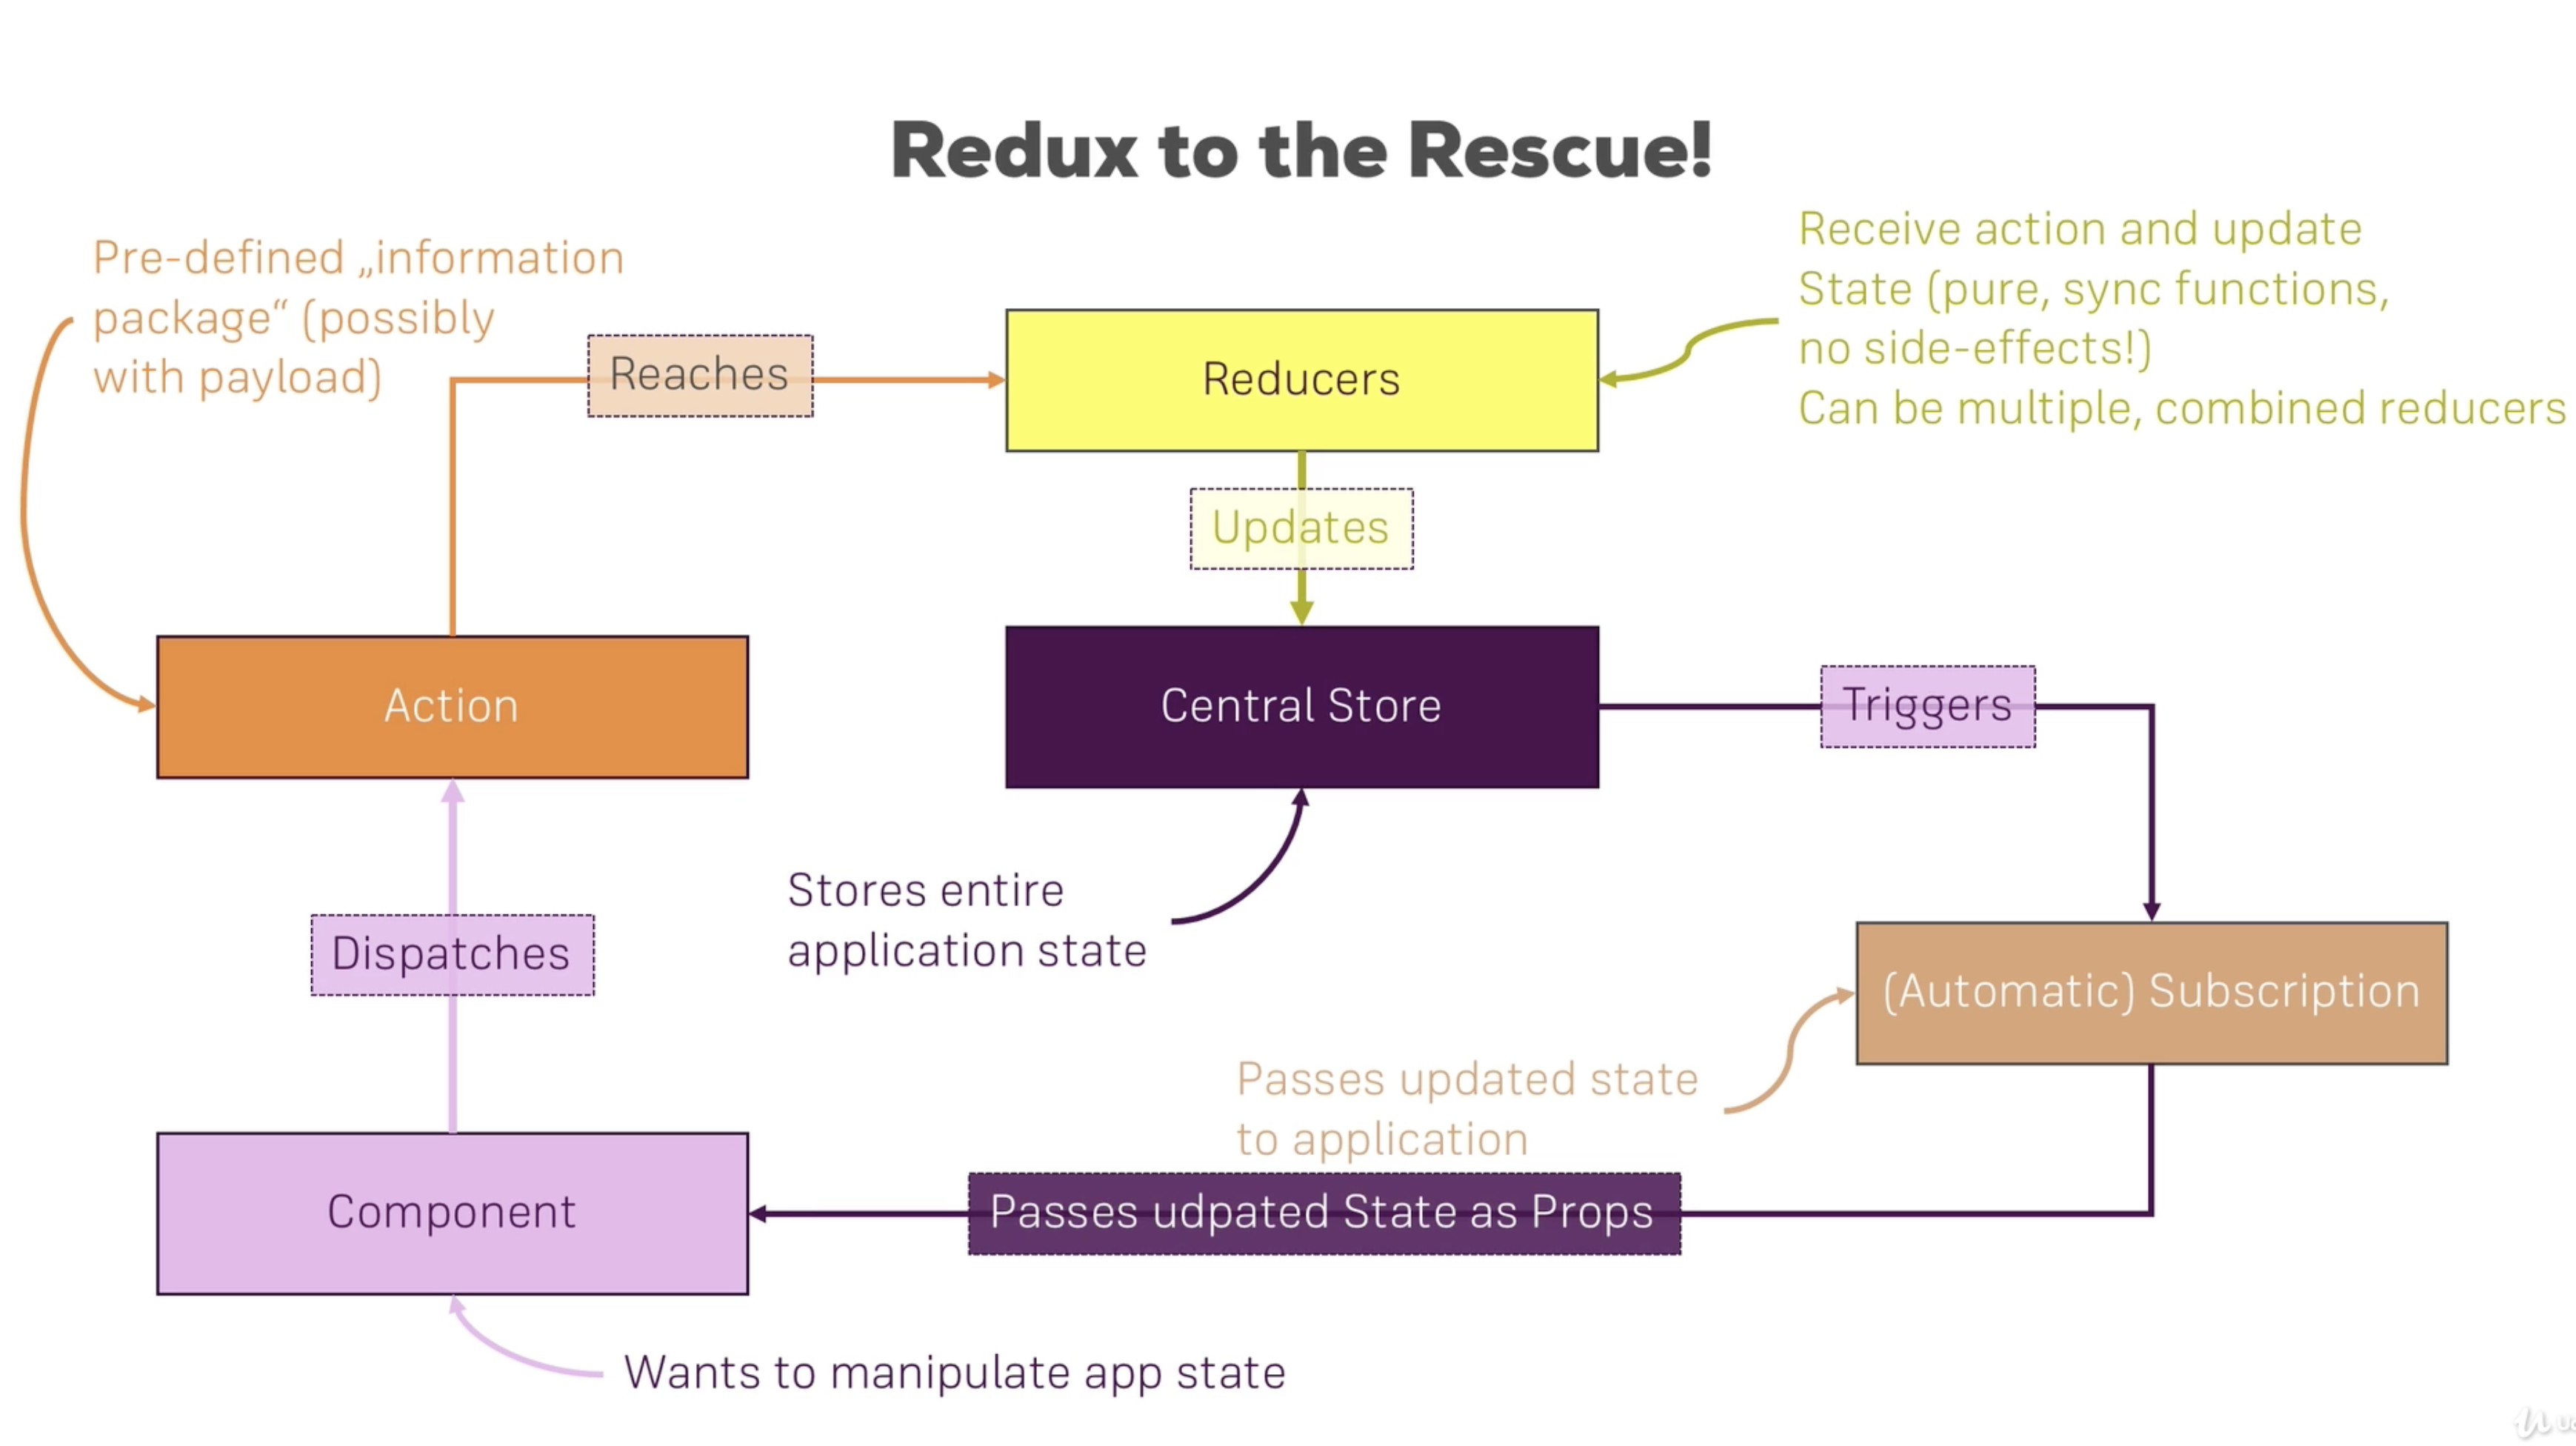 Redux to the Rescue!
Pre-defined „information
package“ (possibly
with payload)
Reaches
Reducers
Receive action and update
State (pure, sync functions,
no side-effects!)
Can be multiple, combined reducers
Updates
Action
Central Store
Triggers
Dispatches
Stores entire
application state
(Automatic) Subscription
Passes updated state
to application
Component
Passes udpated State as Props
Wants to manipulate app state